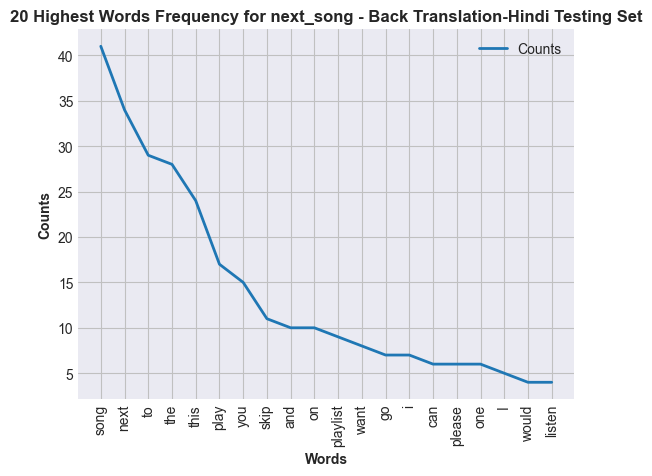 20 Highest Words Frequency for next_song - Back Translation-Hindi Testing Set
Counts
40
35
30
25
20
15
10
5
Counts
song
next
to
the
this
play
you
skip
and
on
playlist
want
go
i
can
please
one
I
would
listen
Words